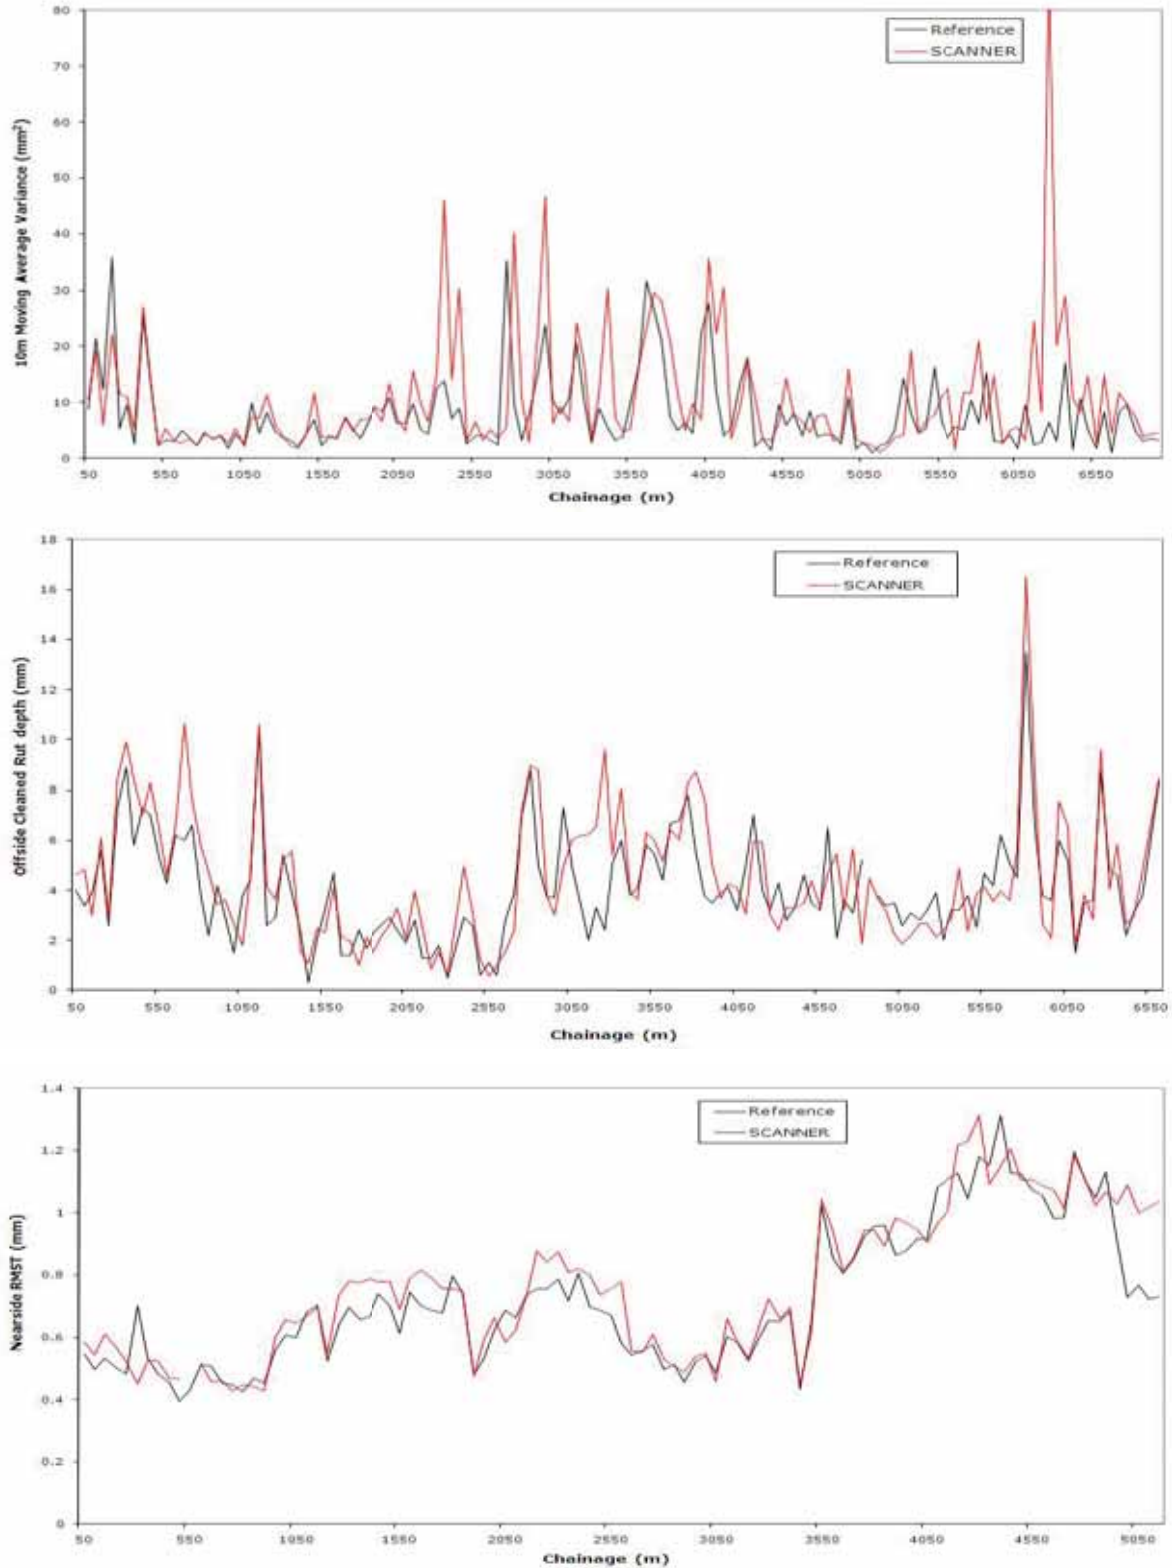 80
70
60
50
40
30
20
10
0
10m Moving Average Variance (mm²)
Reference
SCANNER
50 550 1050 1550 2050 2550 3050 3550 4050 4550 5050 5550 6050 6550
Chainage (m)
18
16
14
12
10
8
6
4
2
0
Offside Cleaned Rut depth (mm)
Reference
SCANNER
50 550 1050 1550 2050 2550 3050 3550 4050 4550 5050 5550 6050 6550
Chainage (m)
1.4
1.2
1
0.8
0.6
0.4
0.2
0
Nearside RMST (mm)
Reference
SCANNER
50 550 1050 1550 2050 2550 3050 3550 4050 4550 5050
Chainage (m)